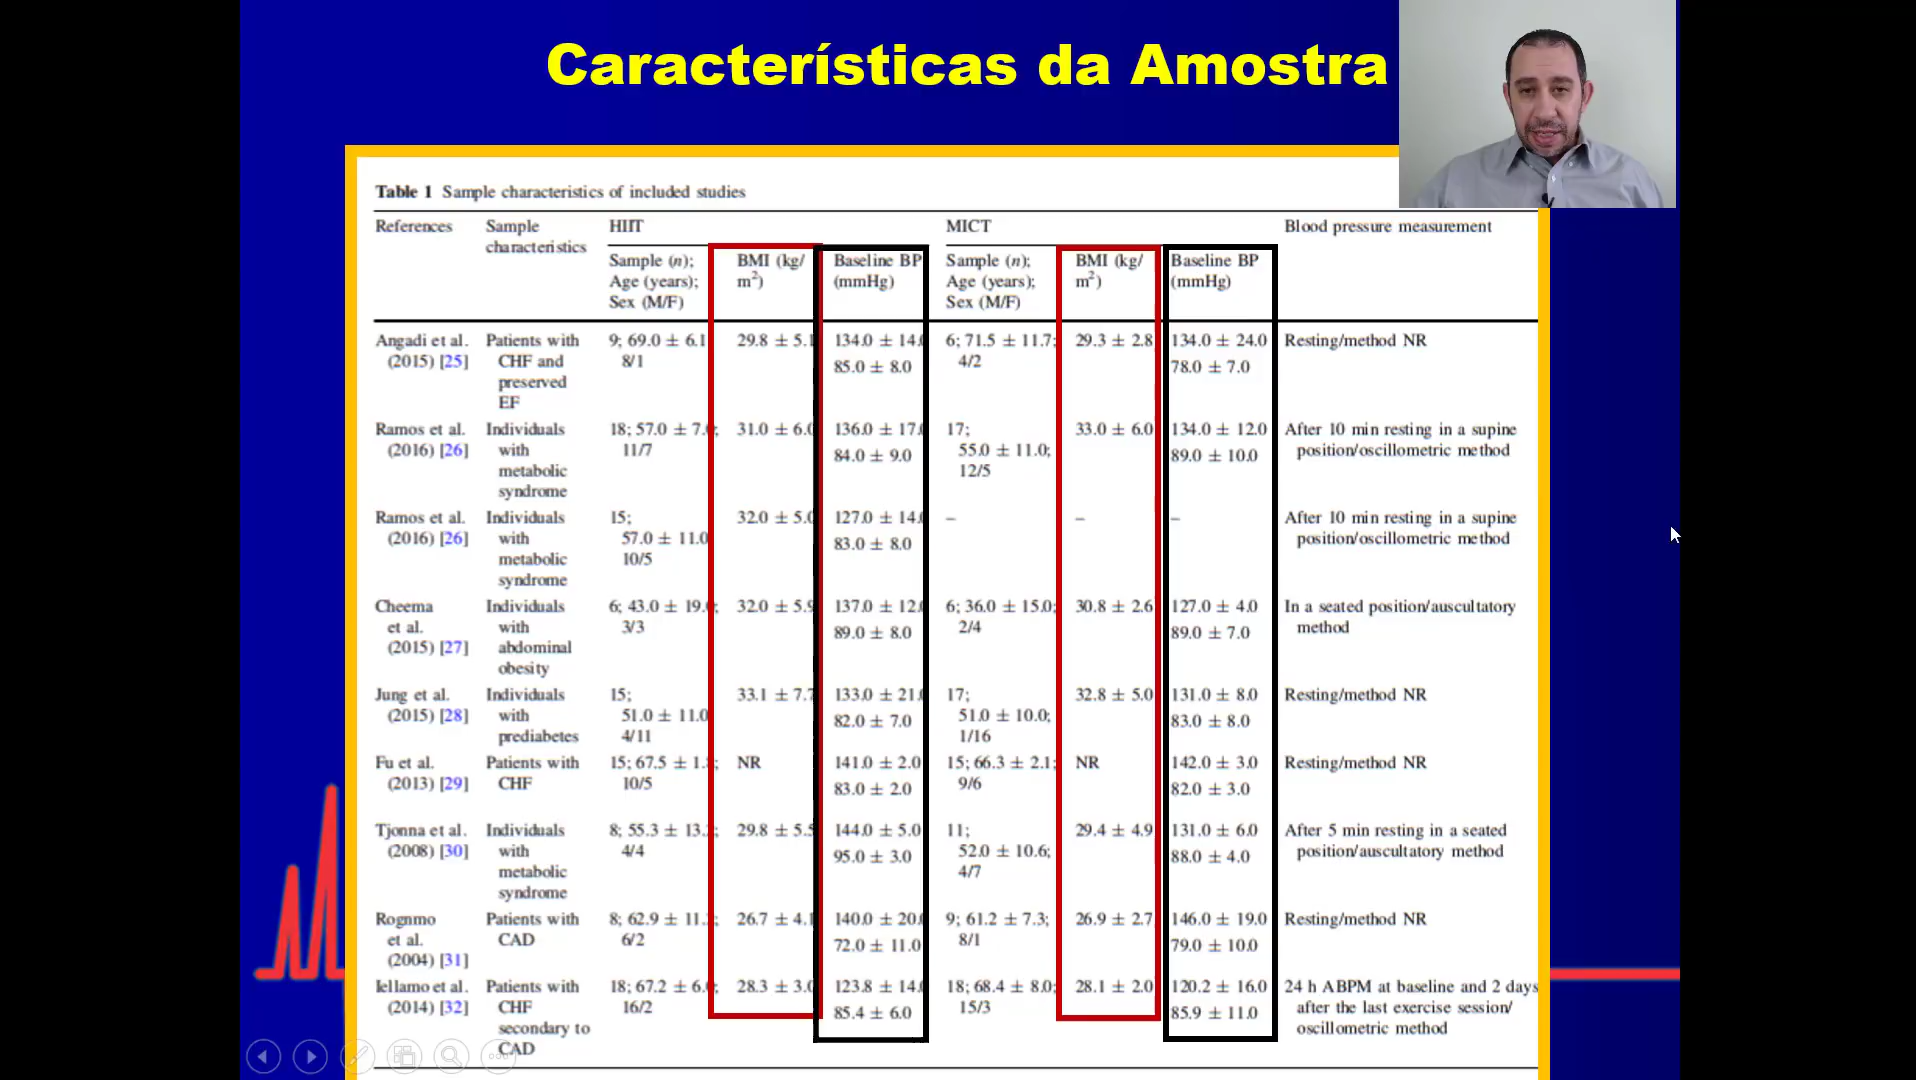 Características da Amostra
Table 1 Sample characteristics of included studies
References Sample characteristics HIIT MICT Blood pressure measurement
Sample (n); Age (years); Sex (M/F) BMI (kg/m²) Baseline BP (mmHg) Sample (n); Age (years); Sex (M/F) BMI (kg/m²) Baseline BP (mmHg)
Angadi et al. Patients with 9; 69.0 ± 6.1 29.8 ± 5.1 134.0 ± 14.0 6; 71.5 ± 11.7; 29.3 ± 2.8 134.0 ± 24.0 Resting/method NR
(2015) [25] CHF and 8/1 85.0 ± 8.0 4/2 78.0 ± 7.0
preserved
EF
Ramos et al. Individuals 18; 57.0 ± 7.0; 31.0 ± 6.0 136.0 ± 17.0 17; 33.0 ± 6.0 134.0 ± 12.0 After 10 min resting in a supine
(2016) [26] with 11/7 84.0 ± 9.0 55.0 ± 11.0; 89.0 ± 10.0 position/oscillometric method
metabolic 12/5
syndrome
Ramos et al. Individuals 15; 32.0 ± 5.0 127.0 ± 14.0 – – – After 10 min resting in a supine
(2016) [26] with 57.0 ± 11.0 83.0 ± 8.0 position/oscillometric method
metabolic 10/5
syndrome
Cheema Individuals 6; 43.0 ± 19.0; 32.0 ± 5.9 137.0 ± 12.0 6; 36.0 ± 15.0; 30.8 ± 2.6 127.0 ± 4.0 In a seated position/auscultatory
et al. with 3/3 89.0 ± 8.0 2/4 89.0 ± 7.0 method
(2015) [27] abdominal
obesity
Jung et al. Individuals 15; 33.1 ± 7.7 133.0 ± 21.0 17; 32.8 ± 5.0 131.0 ± 8.0 Resting/method NR
(2015) [28] with 51.0 ± 11.0 82.0 ± 7.0 51.0 ± 10.0; 83.0 ± 8.0
prediabetes 4/11 1/16
Fu et al. Patients with 15; 67.5 ± NR 141.0 ± 2.0 15; 66.3 ± 2.1; NR 142.0 ± 3.0 Resting/method NR
(2013) [29] CHF 10/5 83.0 ± 2.0 9/6 82.0 ± 3.0
Tjonna et al. Individuals 8; 55.3 ± 29.8 ± 5.5 144.0 ± 5.0 11; 29.4 ± 4.9 131.0 ± 6.0 After 5 min resting in a seated
(2008) [30] with 4/4 95.0 ± 3.0 52.0 ± 10.6; 88.0 ± 4.0 position/auscultatory method
metabolic 4/7
syndrome
Rognmo Patients with 8; 62.9 ± 26.7 ± 4.1 140.0 ± 20.0 9; 61.2 ± 7.3; 26.9 ± 2.7 146.0 ± 19.0 Resting/method NR
et al. CAD 6/2 72.0 ± 11.0 8/1 79.0 ± 10.0
(2004) [31]
Iellamo et al. Patients with 18; 67.2 ± 6.0; 28.3 ± 3.0 123.8 ± 14.0 18; 68.4 ± 8.0; 28.1 ± 2.0 120.2 ± 16.0 24 h ABPM at baseline and 2 days
(2014) [32] CHF 16/2 85.4 ± 6.0 15/3 85.9 ± 11.0 after the last exercise session/
secondary to oscillometric method
CAD